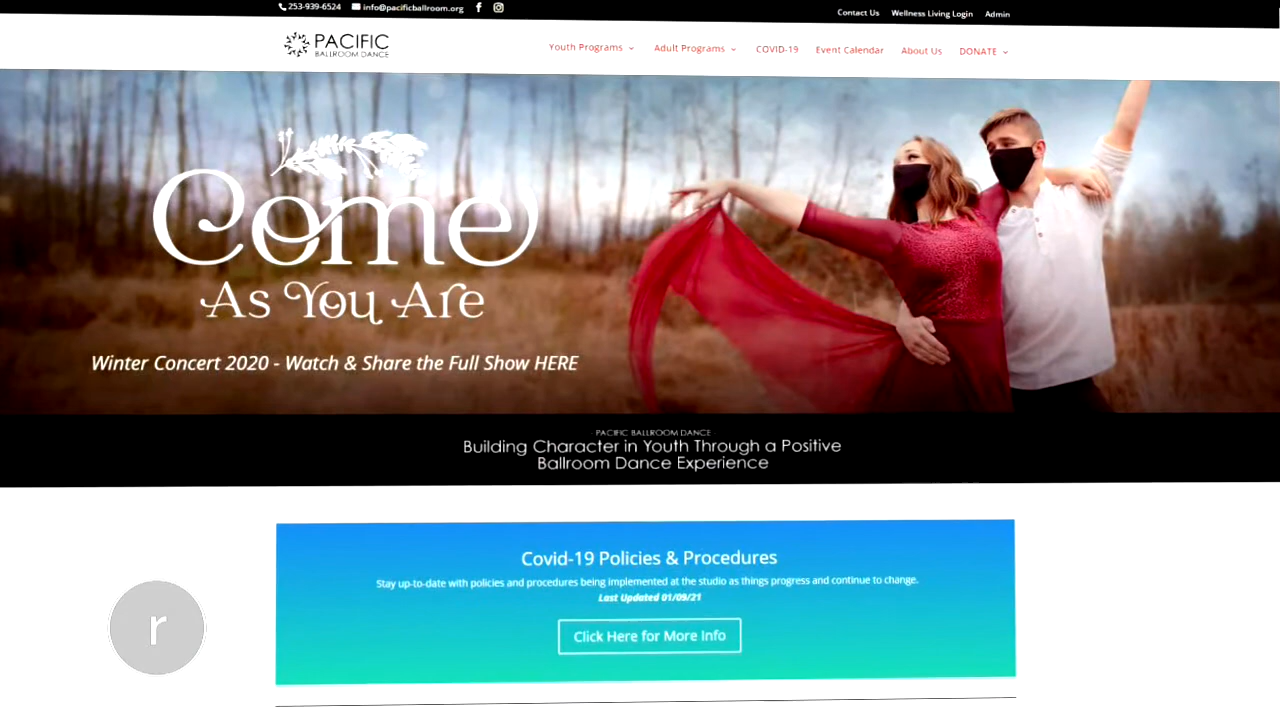 253-939-6524 info@pacificballroom.org
Contact Us Wellness Living Login Admin
PACIFIC
BALLROOM DANCE
Youth Programs Adult Programs COVID-19 Event Calendar About Us DONATE
Come
As You Are
Winter Concert 2020 - Watch & Share the Full Show HERE
PACIFIC BALLROOM DANCE
Building Character in Youth Through a Positive
Ballroom Dance Experience
Covid-19 Policies & Procedures
Stay up-to-date with policies and procedures being implemented at the studio as things progress and continue to change.
Last Updated 01/09/21
Click Here for More Info
r